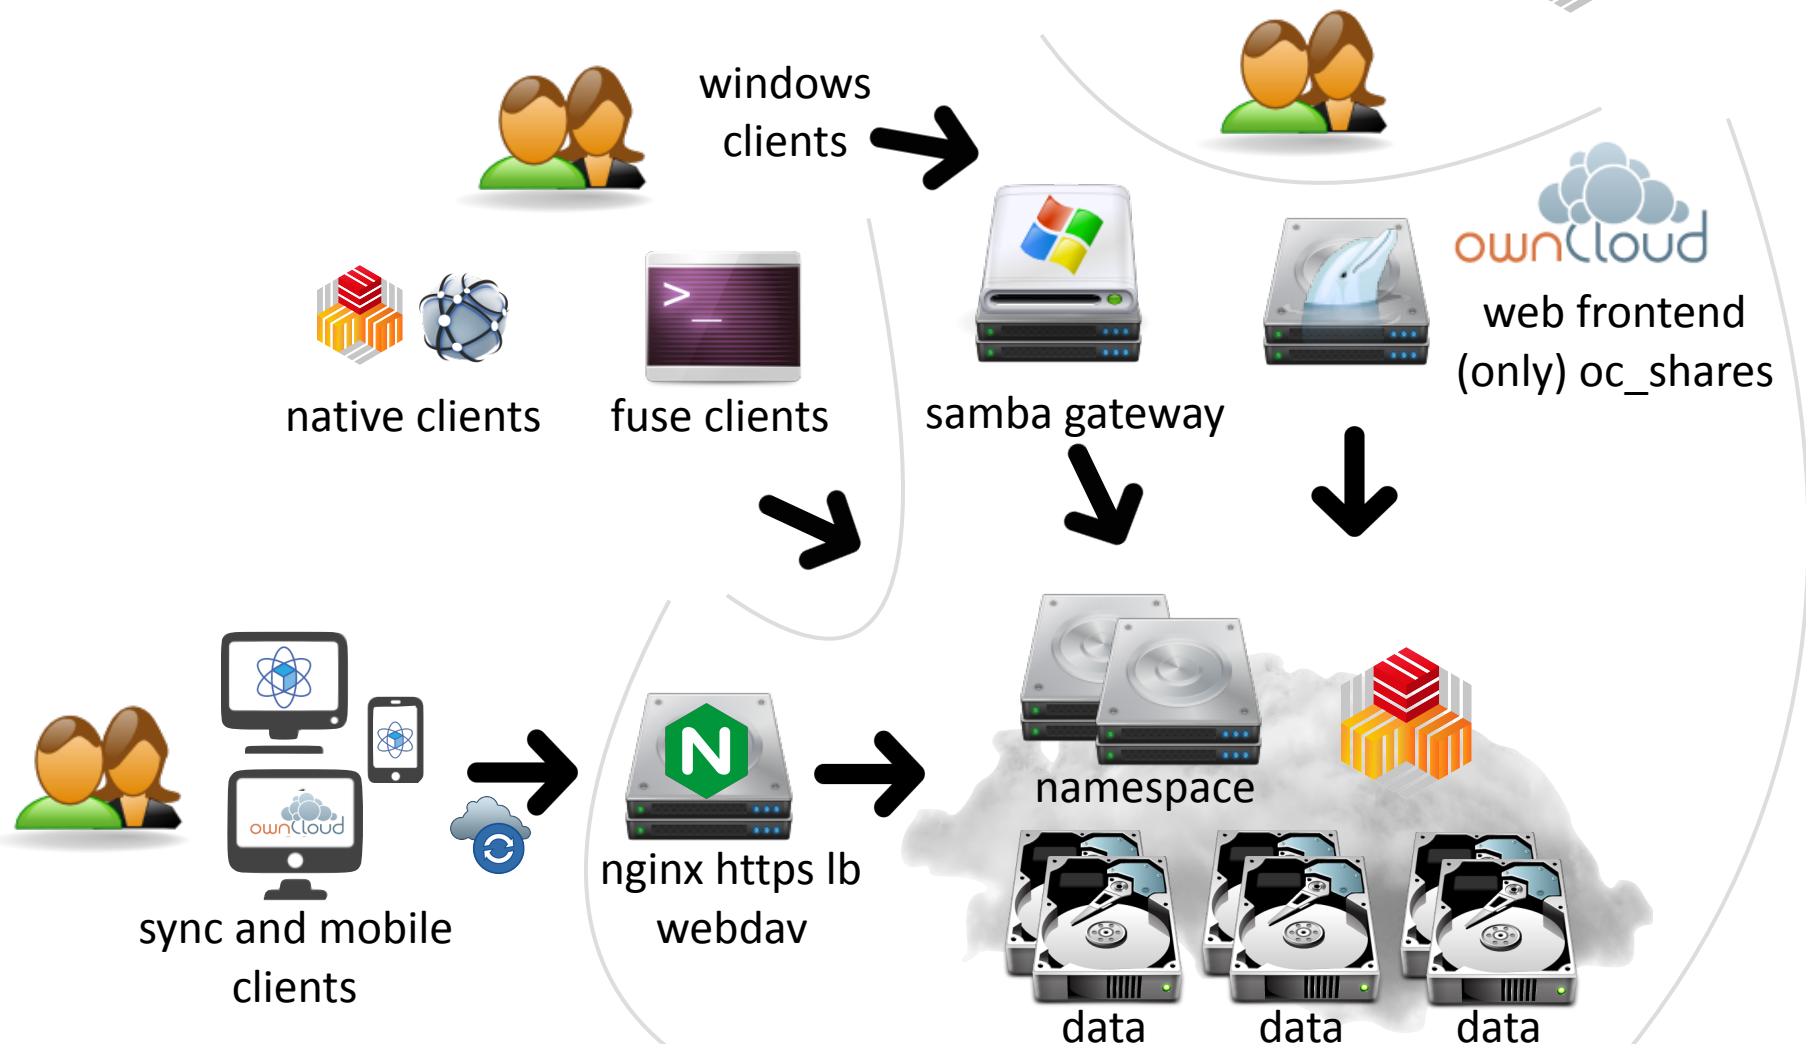 windows
clients
ownCloud
web frontend
(only) oc_shares
>_
native clients
fuse clients
samba gateway
N
namespace
ownCloud
nginx https lb
webdav
sync and mobile
clients
data
data
data